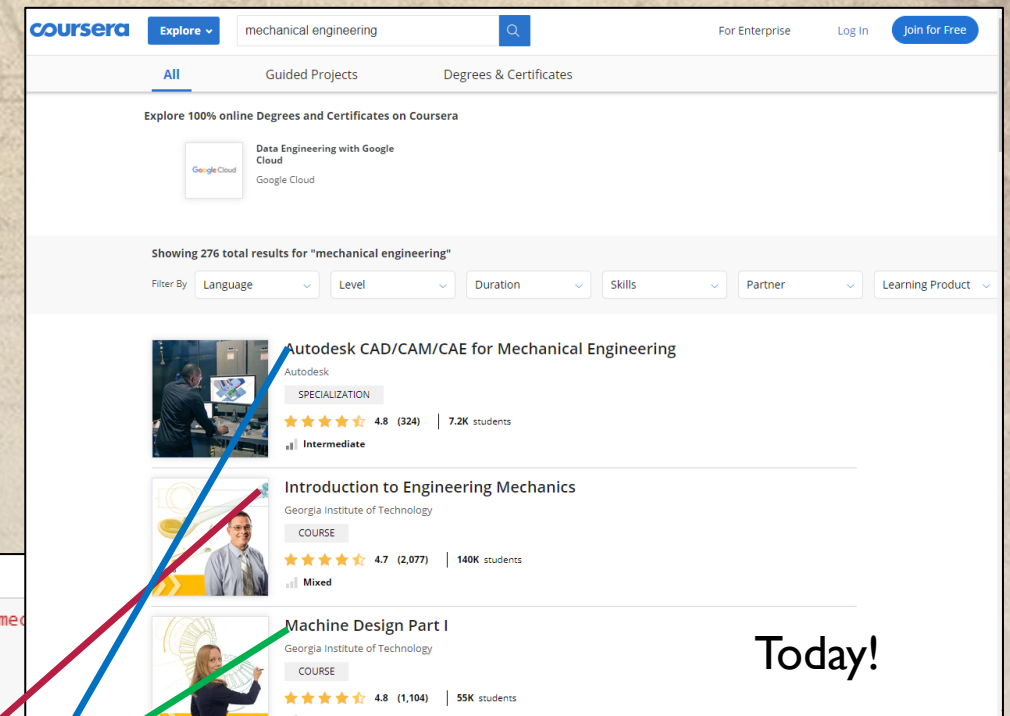 coursera Explore mechanical engineering For Enterprise Log In Join for Free
All Guided Projects Degrees & Certificates
Explore 100% online Degrees and Certificates on Coursera
Google Cloud
Data Engineering with Google
Cloud
Google Cloud
Showing 276 total results for "mechanical engineering"
Filter By Language Level Duration Skills Partner Learning Product
Autodesk CAD/CAM/CAE for Mechanical Engineering
Autodesk
SPECIALIZATION
4.8 (324) 7.2K students
Intermediate
Introduction to Engineering Mechanics
Georgia Institute of Technology
COURSE
4.7 (2,077) 140K students
Mixed
Machine Design Part I
Georgia Institute of Technology
COURSE
4.8 (1,104) 55K students
Today!